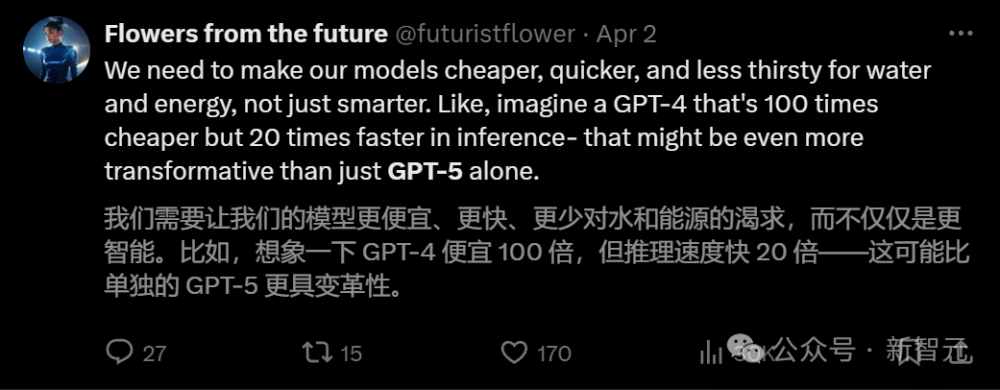 Flowers from the future @futuristflower · Apr 2
We need to make our models cheaper, quicker, and less thirsty for water
and energy, not just smarter. Like, imagine a GPT-4 that's 100 times
cheaper but 20 times faster in inference- that might be even more
transformative than just GPT-5 alone.
我们需要让我们的模型更便宜、更快、更少对水和能源的渴求，而不仅仅是更
智能。比如，想象一下 GPT-4 便宜 100 倍，但推理速度快 20 倍——这可能比
单独的 GPT-5 更具变革性。
27 15 170 公众号 · 新智元